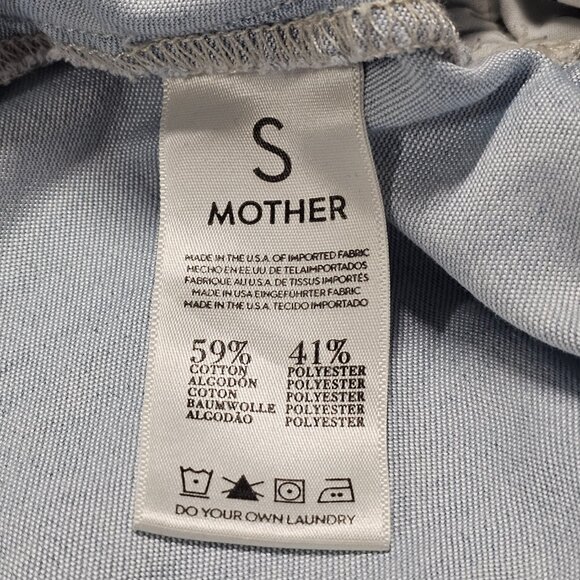 S
MOTHER
MADE IN THE U.S.A. OF IMPORTED FABRIC
HECHO EN EE.UU. DE TELAIMPORTADOS
FABRIQUE AU U.S.A. DE TISSUS IMPORTÉS
MADE IN USA EINGEFÜHRTER FABRIC
MADE IN THE U.S.A. TECIDO IMPORTADO
59% 41%
COTTON POLYESTER
ALGODÓN POLYESTER
COTON POLYESTER
BAUMWOLLE POLYESTER
ALGODÃO POLYESTER
DO YOUR OWN LAUNDRY